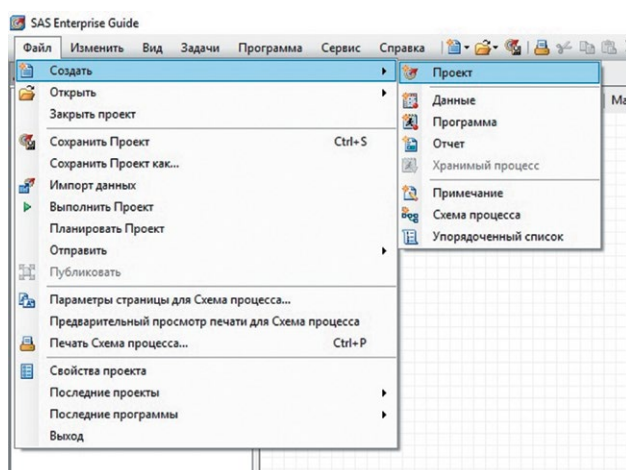 SAS Enterprise Guide
Файл Изменить Вид Задачи Программа Сервис Справка
Создать
Открыть
Закрыть проект
Сохранить Проект Ctrl+S
Сохранить Проект как...
Импорт данных
Выполнить Проект
Планировать Проект
Отправить
Публиковать
Параметры страницы для Схема процесса...
Предварительный просмотр печати для Схема процесса
Печать Схема процесса... Ctrl+P
Свойства проекта
Последние проекты
Последние программы
Выход
Проект
Данные
Программа
Отчет
Хранимый процесс
Примечание
Схема процесса
Упорядоченный список